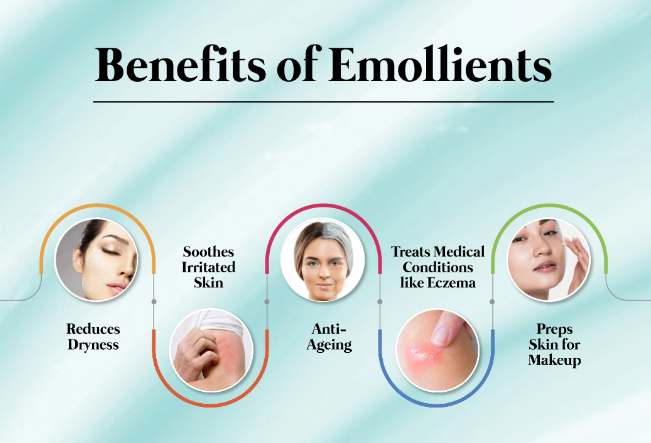 Benefits of Emollients
Reduces
Dryness
Soothes
Irritated
Skin
Anti-
Ageing
Treats Medical
Conditions
like Eczema
Preps
Skin for
Makeup